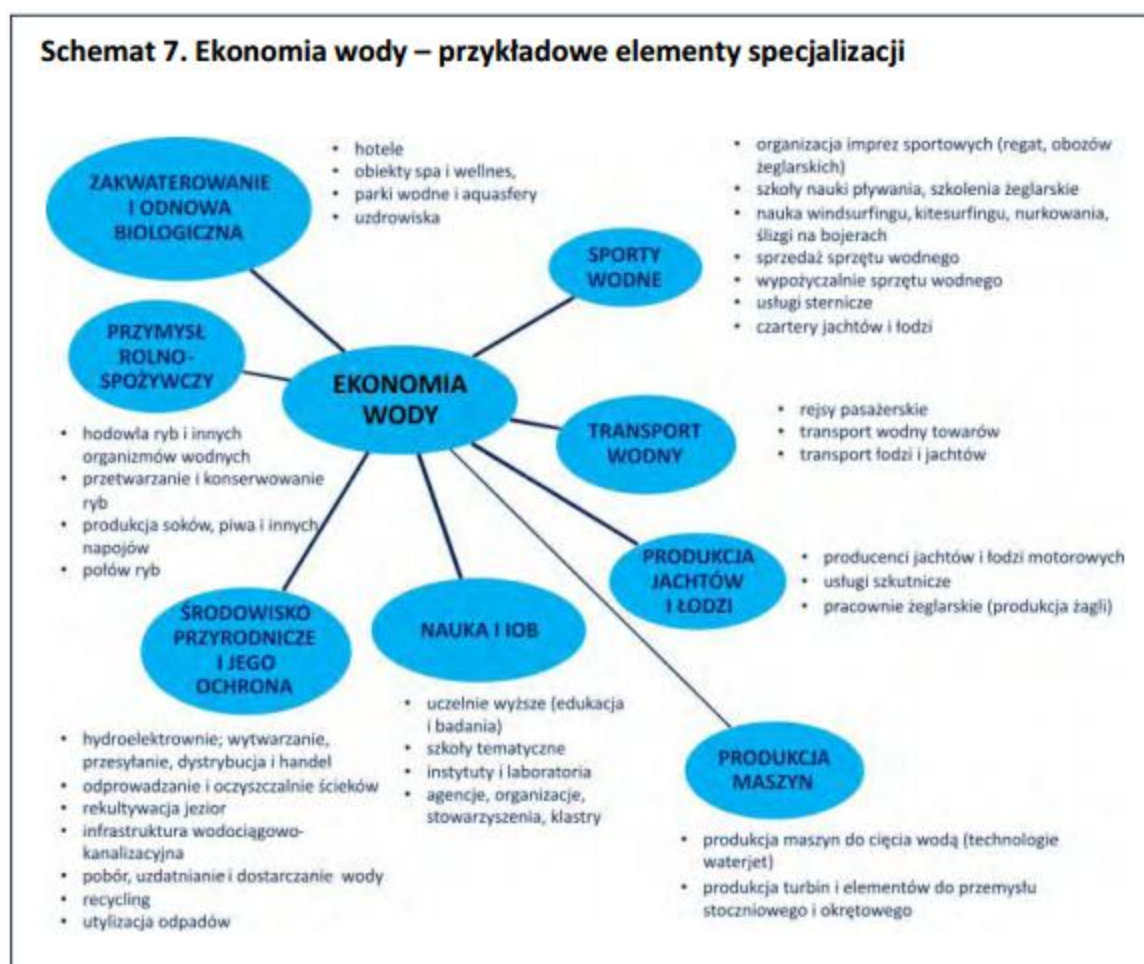 Schemat 7. Ekonomia wody – przykładowe elementy specjalizacji
ZAKWATEROWANIE
I ODNOWA
BIOLOGICZNA
• hotele
• obiekty spa i wellnes,
• parki wodne i aquasfery
• uzdrowiska
SPORTY
WODNE
• organizacja imprez sportowych (regat, obozów
żeglarskich)
• szkoły nauki pływania, szkolenia żeglarskie
• nauka windsurfingu, kitesurfingu, nurkowania,
ślizgi na bojerach
• sprzedaż sprzętu wodnego
• wypożyczalnie sprzętu wodnego
• usługi sternicze
• czartery jachtów i łodzi
PRZYMYSŁ
ROLNO-
SPOŻYWCZY
• hodowla ryb i innych
organizmów wodnych
• przetwarzanie i konserwowanie
ryb
• produkcja soków, piwa i innych
napojów
• połów ryb
EKONOMIA
WODY
TRANSPORT
WODNY
• rejsy pasażerskie
• transport wodny towarów
• transport łodzi i jachtów
PRODUKCJA
JACHTÓW
I ŁODZI
• producenci jachtów i łodzi motorowych
• usługi szkutnicze
• pracownie żeglarskie (produkcja żagli)
ŚRODOWISKO
PRZYRODNICZE
I JEGO
OCHRONA
• hydroelektrownie; wytwarzanie,
przesyłanie, dystrybucja i handel
• odprowadzanie i oczyszczalnie ścieków
• rekultywacja jezior
• infrastruktura wodociągowo-
kanalizacyjna
• pobór, uzdatnianie i dostarczanie wody
• recycling
• utylizacja odpadów
NAUKA I IOB
• uczelnie wyższe (edukacja
i badania)
• szkoły tematyczne
• instytuty i laboratoria
• agencje, organizacje,
stowarzyszenia, klastry
PRODUKCJA
MASZYN
• produkcja maszyn do cięcia wodą (technologie
waterjet)
• produkcja turbin i elementów do przemysłu
stoczniowego i okrętowego